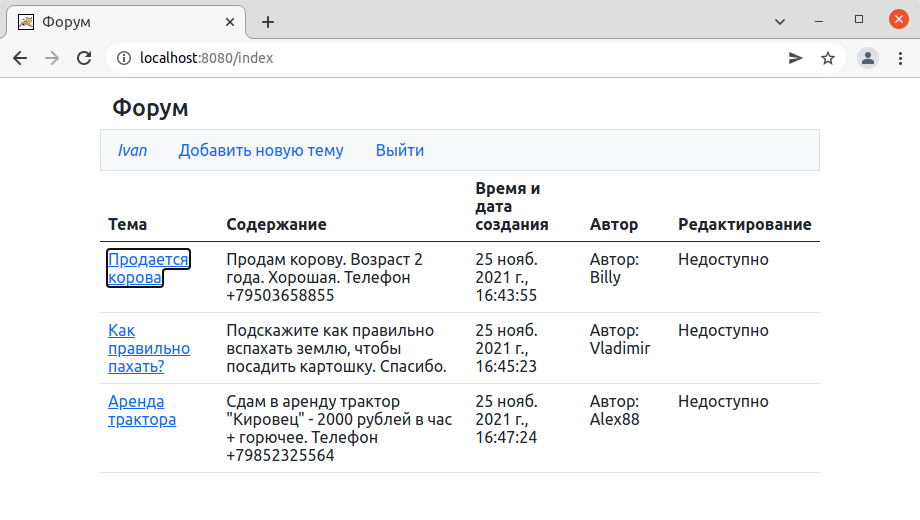 Форум
localhost:8080/index
Форум
Ivan Добавить новую тему Выйти
Время и
дата
Тема Содержание создания Автор Редактирование
Продается Продам корову. Возраст 2 25 нояб. Автор: Недоступно
корова года. Хорошая. Телефон 2021 г., Billy
+79503658855 16:43:55
Как Подскажите как правильно 25 нояб. Автор: Недоступно
правильно вспахать землю, чтобы 2021 г., Vladimir
пахать? посадить картошку. Спасибо. 16:45:23
Аренда Сдам в аренду трактор 25 нояб. Автор: Недоступно
трактора "Кировец" - 2000 рублей в час 2021 г., Alex88
+ горючее. Телефон 16:47:24
+79852325564